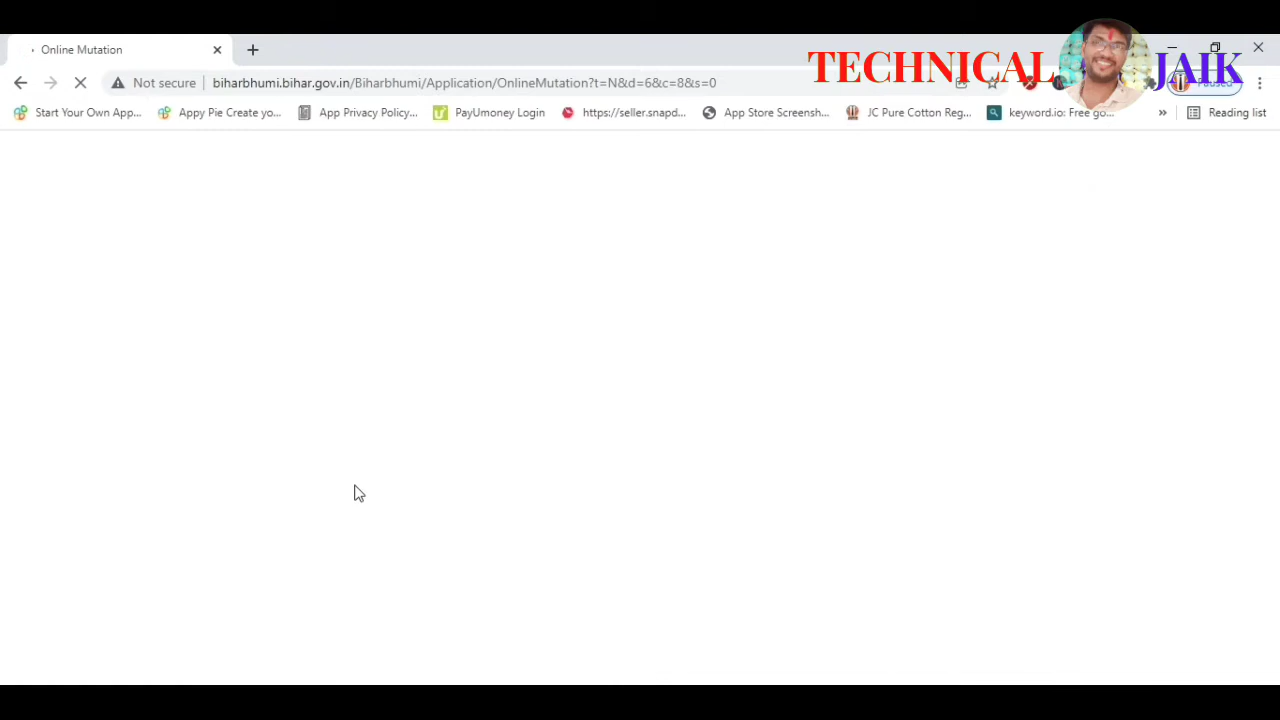 Online Mutation
TECHNICAL JAIK
Not secure biharbhumi.bihar.gov.in/Biharbhumi/Application/OnlineMutation?t=N&d=6&c=8&s=0
Paused
Start Your Own App... Appy Pie Create yo... App Privacy Policy... PayUmoney Login https://seller.snapd... App Store Screensh... JC Pure Cotton Reg... keyword.io: Free go... » Reading list